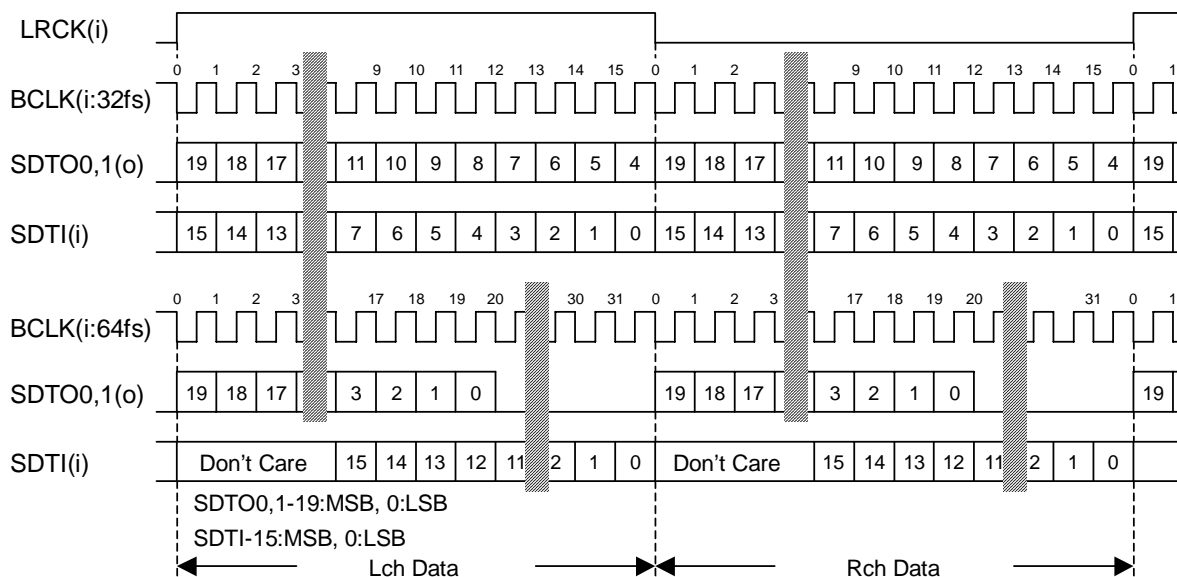 LRCK(i)
0 1 2 3 9 10 11 12 13 14 15 0 1 2 9 10 11 12 13 14 15 0 1
BCLK(i:32fs)
SDTO0,1(o) 19 18 17 11 10 9 8 7 6 5 4 19 18 17 11 10 9 8 7 6 5 4 19
SDTI(i) 15 14 13 7 6 5 4 3 2 1 0 15 14 13 7 6 5 4 3 2 1 0 15
0 1 2 3 17 18 19 20 30 31 0 1 2 3 17 18 19 20 31 0 1
BCLK(i:64fs)
SDTO0,1(o) 19 18 17 3 2 1 0 19 18 17 3 2 1 0 19
SDTI(i) Don't Care 15 14 13 12 11 2 1 0 Don't Care 15 14 13 12 11 2 1 0
SDTO0,1-19:MSB, 0:LSB
SDTI-15:MSB, 0:LSB
Lch Data Rch Data